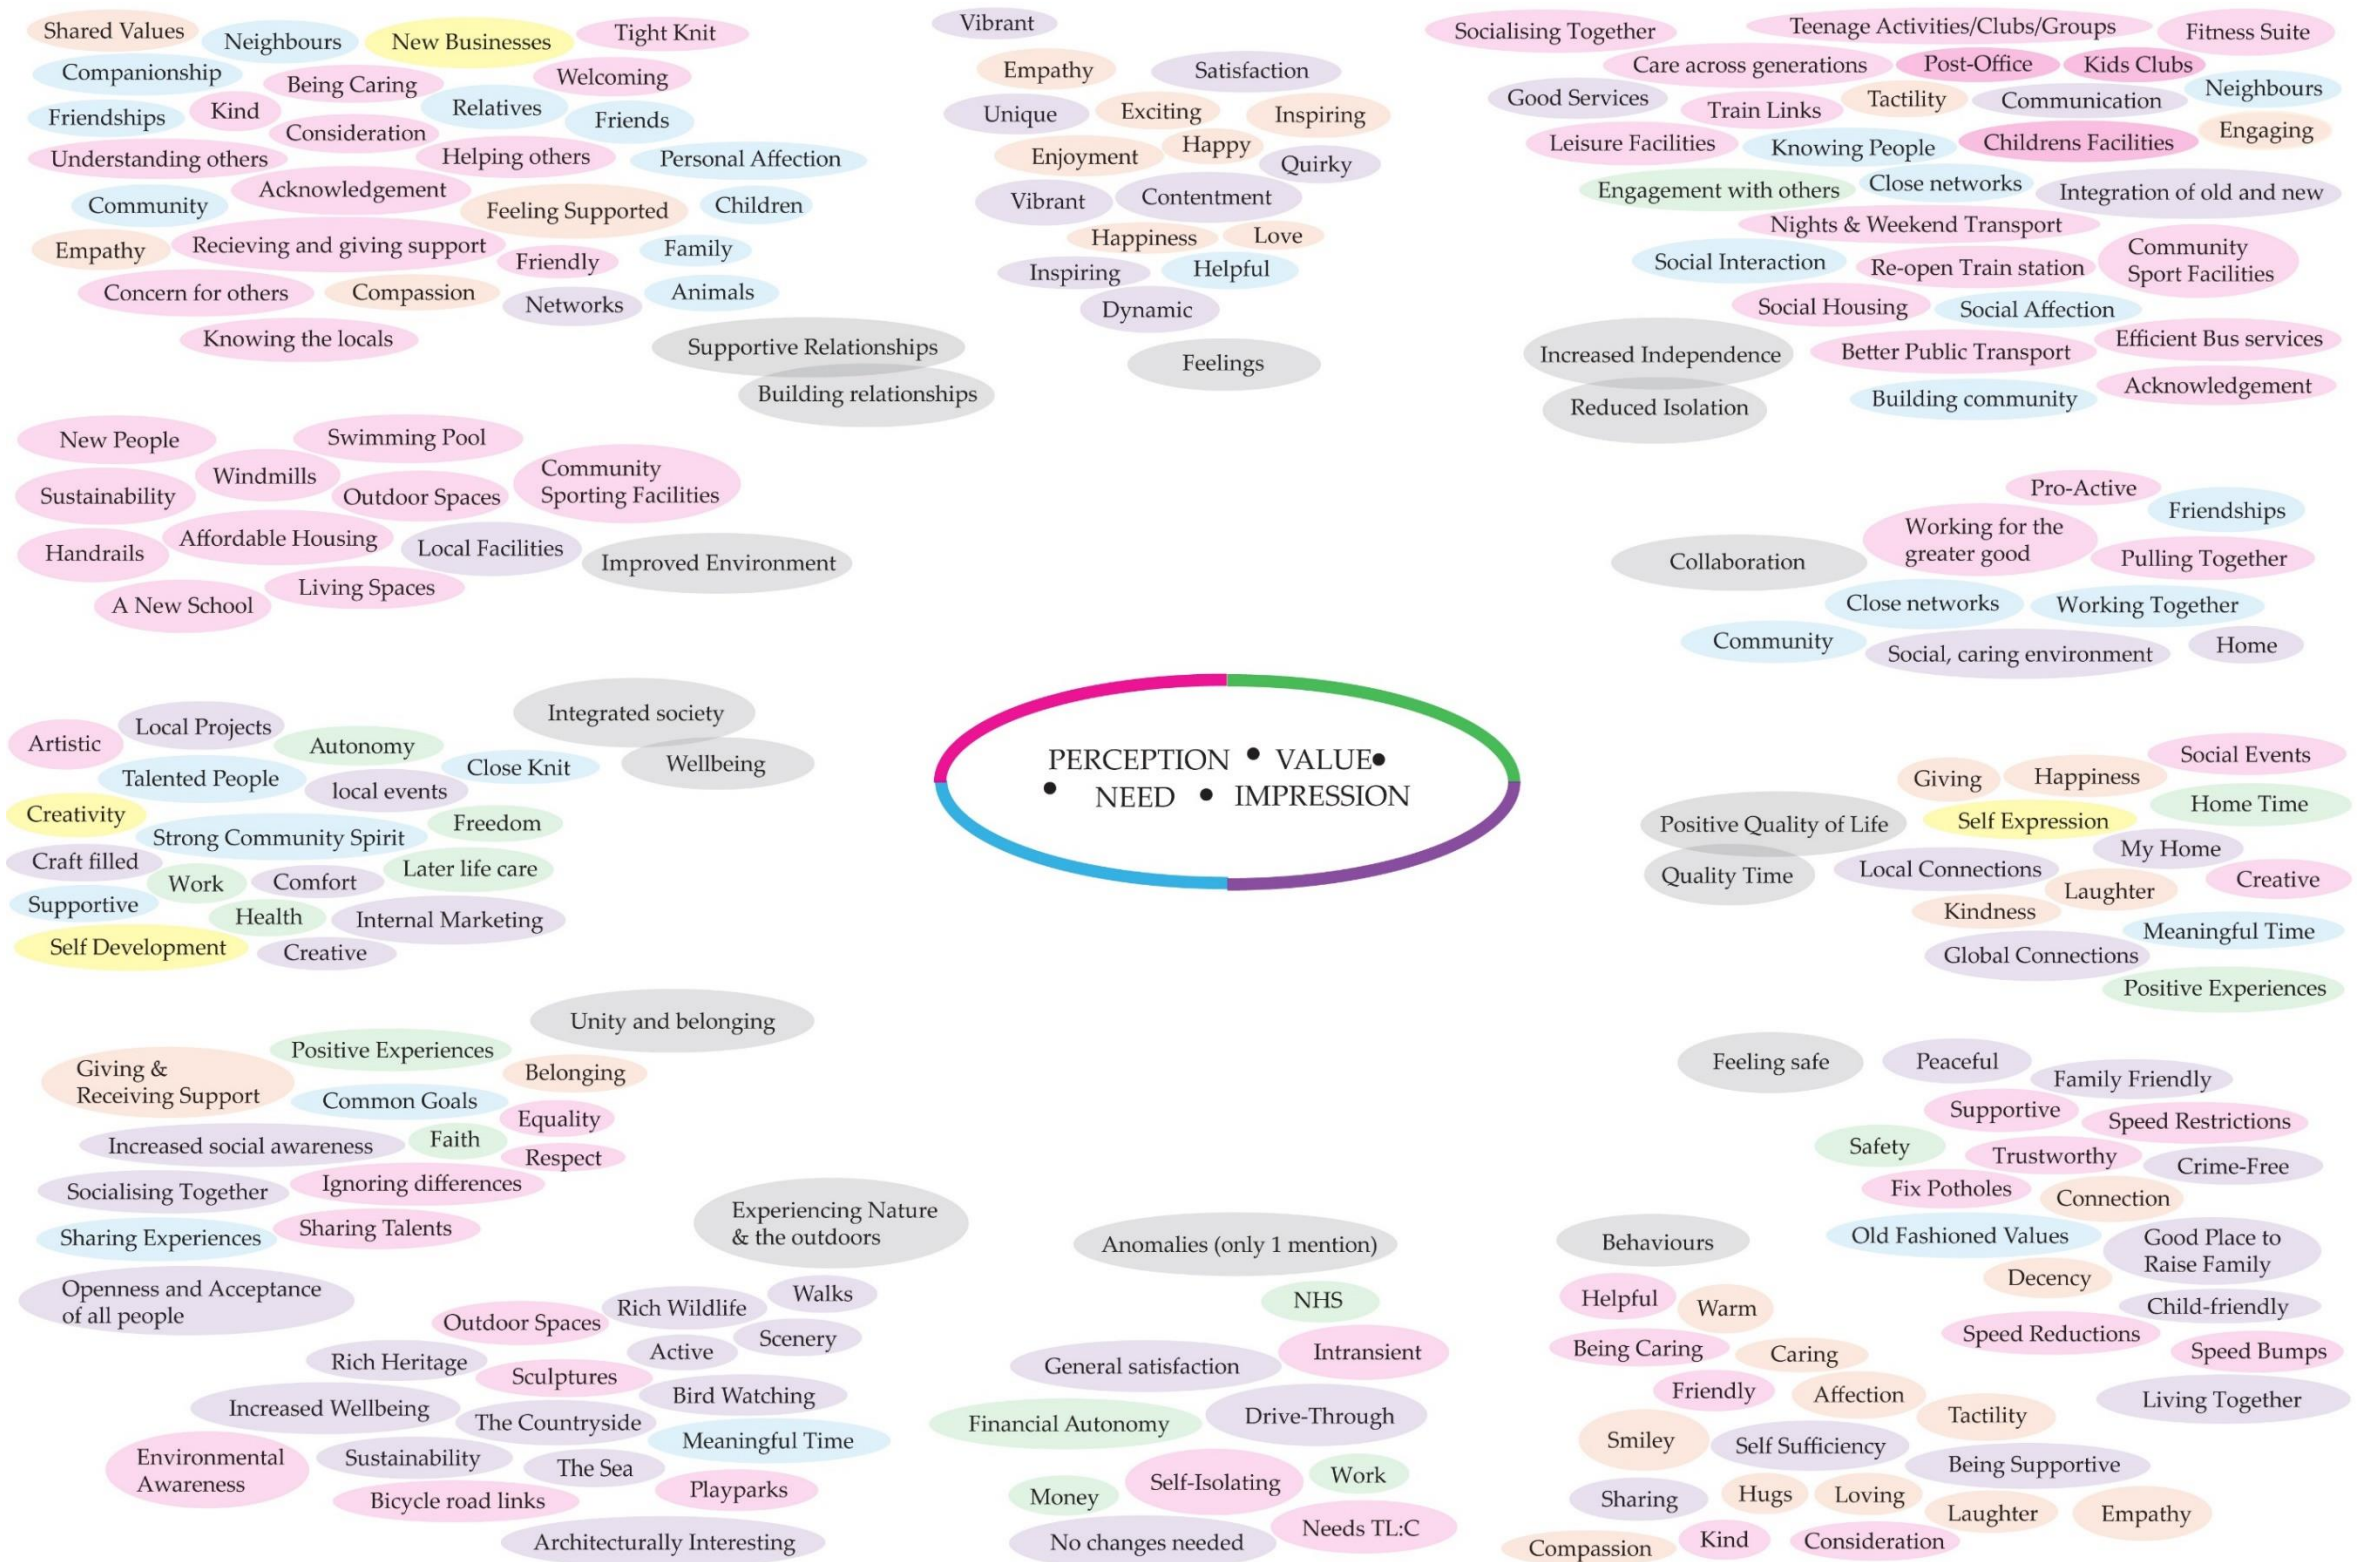 Shared Values
Neighbours
New Businesses
Tight Knit
Companionship
Being Caring
Welcoming
Friendships
Kind
Relatives
Friends
Consideration
Understanding others
Helping others
Personal Affection
Acknowledgement
Community
Feeling Supported
Children
Empathy
Recieving and giving support
Friendly
Family
Concern for others
Compassion
Networks
Animals
Knowing the locals
Supportive Relationships
Building relationships
Vibrant
Empathy
Satisfaction
Unique
Exciting
Inspiring
Enjoyment
Happy
Quirky
Vibrant
Contentment
Happiness
Love
Inspiring
Helpful
Dynamic
Feelings
Socialising Together
Teenage Activities/Clubs/Groups
Fitness Suite
Care across generations
Post-Office
Kids Clubs
Good Services
Train Links
Tactility
Communication
Neighbours
Leisure Facilities
Knowing People
Childrens Facilities
Engaging
Engagement with others
Close networks
Integration of old and new
Nights & Weekend Transport
Social Interaction
Re-open Train station
Community
Sport Facilities
Social Housing
Social Affection
Increased Independence
Better Public Transport
Efficient Bus services
Reduced Isolation
Building community
Acknowledgement
New People
Swimming Pool
Windmills
Community
Sporting Facilities
Sustainability
Outdoor Spaces
Handrails
Affordable Housing
Local Facilities
Improved Environment
A New School
Living Spaces
Pro-Active
Friendships
Working for the
greater good
Collaboration
Pulling Together
Close networks
Working Together
Community
Social, caring environment
Home
Integrated society
Wellbeing
Artistic
Local Projects
Autonomy
Talented People
local events
Close Knit
Creativity
Strong Community Spirit
Freedom
Craft filled
Work
Comfort
Later life care
Supportive
Health
Internal Marketing
Self Development
Creative
PERCEPTION • VALUE•
• NEED • IMPRESSION
Social Events
Giving
Happiness
Home Time
Positive Quality of Life
Self Expression
My Home
Quality Time
Local Connections
Laughter
Creative
Kindness
Meaningful Time
Global Connections
Positive Experiences
Unity and belonging
Positive Experiences
Giving &
Receiving Support
Belonging
Common Goals
Equality
Increased social awareness
Faith
Respect
Socialising Together
Ignoring differences
Sharing Experiences
Sharing Talents
Openness and Acceptance
of all people
Experiencing Nature
& the outdoors
Walks
Rich Wildlife
Outdoor Spaces
Scenery
Active
Rich Heritage
Sculptures
Bird Watching
Increased Wellbeing
The Countryside
Meaningful Time
Environmental
Awareness
Sustainability
The Sea
Playparks
Bicycle road links
Architecturally Interesting
Anomalies (only 1 mention)
NHS
General satisfaction
Intransient
Financial Autonomy
Drive-Through
Self-Isolating
Work
Money
Needs TL:C
No changes needed
Feeling safe
Peaceful
Family Friendly
Supportive
Speed Restrictions
Safety
Trustworthy
Crime-Free
Fix Potholes
Connection
Old Fashioned Values
Good Place to
Raise Family
Decency
Child-friendly
Speed Reductions
Speed Bumps
Living Together
Behaviours
Helpful
Warm
Being Caring
Caring
Friendly
Affection
Tactility
Smiley
Self Sufficiency
Being Supportive
Sharing
Hugs
Loving
Laughter
Empathy
Compassion
Kind
Consideration